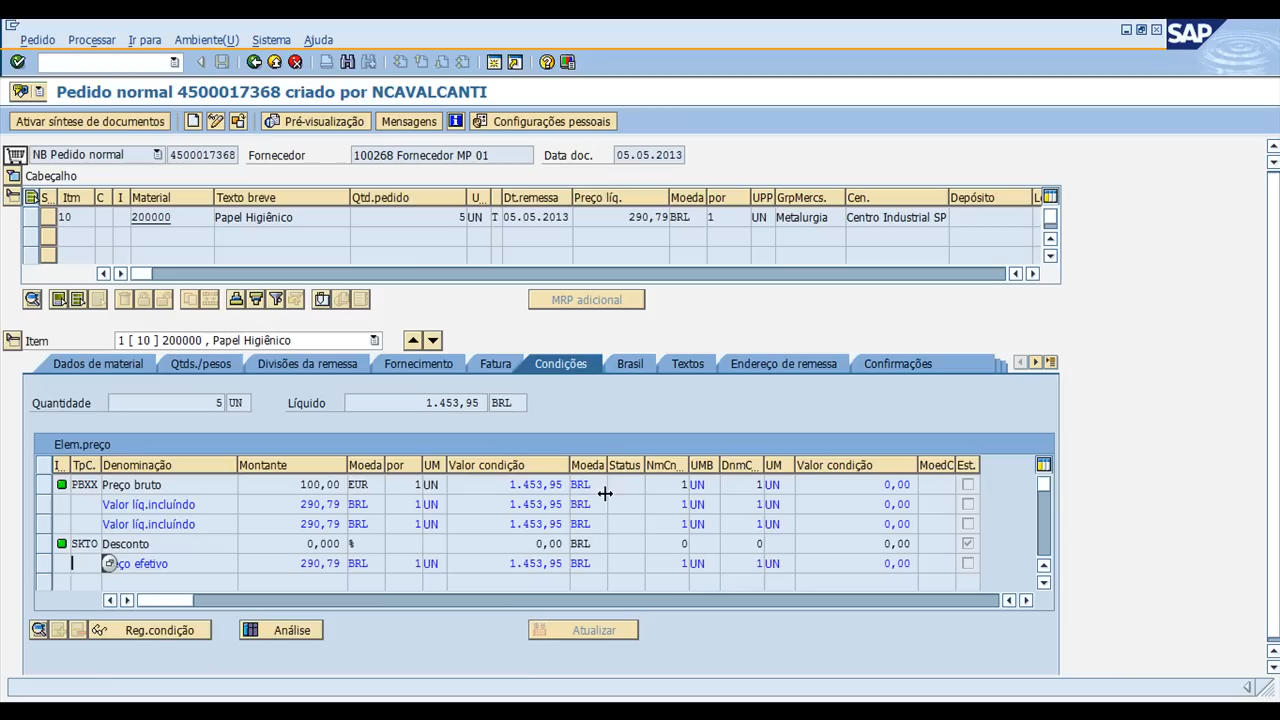 Pedido Processar Ir para Ambiente(U) Sistema Ajuda
SAP
Pedido normal 4500017368 criado por NCAVALCANTI
Ativar síntese de documentos Pré-visualização Mensagens Configurações pessoais
NB Pedido normal 4500017368 Fornecedor 100268 Fornecedor MP 01 Data doc. 05.05.2013
Cabeçalho
S... Itm C I Material Texto breve Qtd.pedido U... Dt.remessa Preço líq. Moeda por UPP GrpMercs. Cen. Depósito
10 200000 Papel Higiênico 5 UN T 05.05.2013 290,79 BRL 1 UN Metalurgia Centro Industrial SP
MRP adicional
Item 1 [ 10 ] 200000 , Papel Higiênico
Dados de material Qtds./pesos Divisões da remessa Fornecimento Fatura Condições Brasil Textos Endereço de remessa Confirmações
Quantidade 5 UN Líquido 1.453,95 BRL
Elem.preço
I... TpC. Denominação Montante Moeda por UM Valor condição Moeda Status NmCn... UMB DnmC... UM Valor condição MoedC Est.
PBXX Preço bruto 100,00 EUR 1 UN 1.453,95 BRL 1 UN 1 UN 0,00
Valor líq.incluíndo 290,79 BRL 1 UN 1.453,95 BRL 1 UN 1 UN 0,00
Valor líq.incluíndo 290,79 BRL 1 UN 1.453,95 BRL 1 UN 1 UN 0,00
SKTO Desconto 0,000 % 0,00 BRL 0 0 0,00
ço efetivo 290,79 BRL 1 UN 1.453,95 BRL 1 UN 1 UN 0,00
Reg.condição Análise Atualizar